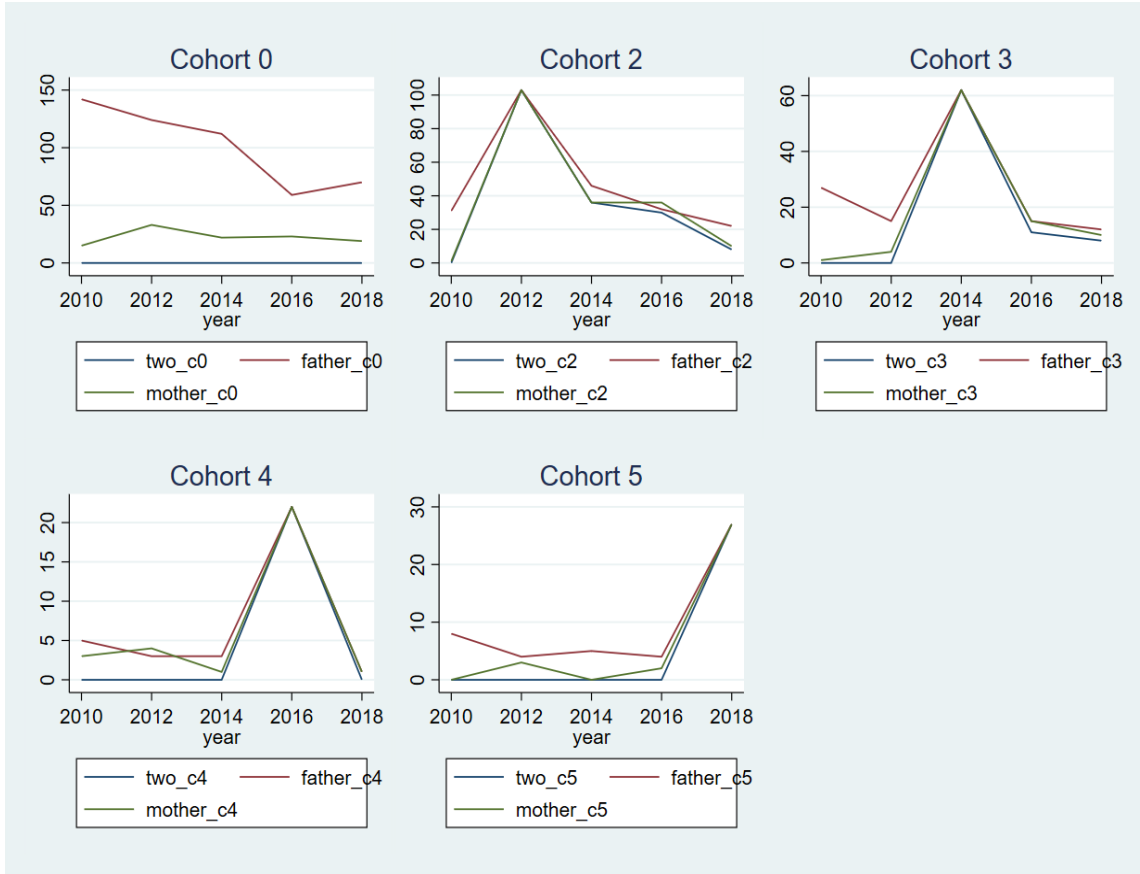 Cohort 0
150
100
50
0
2010 2012 2014 2016 2018
year
two_c0 father_c0
mother_c0
Cohort 2
100
80
60
40
20
0
2010 2012 2014 2016 2018
year
two_c2 father_c2
mother_c2
Cohort 3
60
40
20
0
2010 2012 2014 2016 2018
year
two_c3 father_c3
mother_c3
Cohort 4
20
15
10
5
0
2010 2012 2014 2016 2018
year
two_c4 father_c4
mother_c4
Cohort 5
30
20
10
0
2010 2012 2014 2016 2018
year
two_c5 father_c5
mother_c5